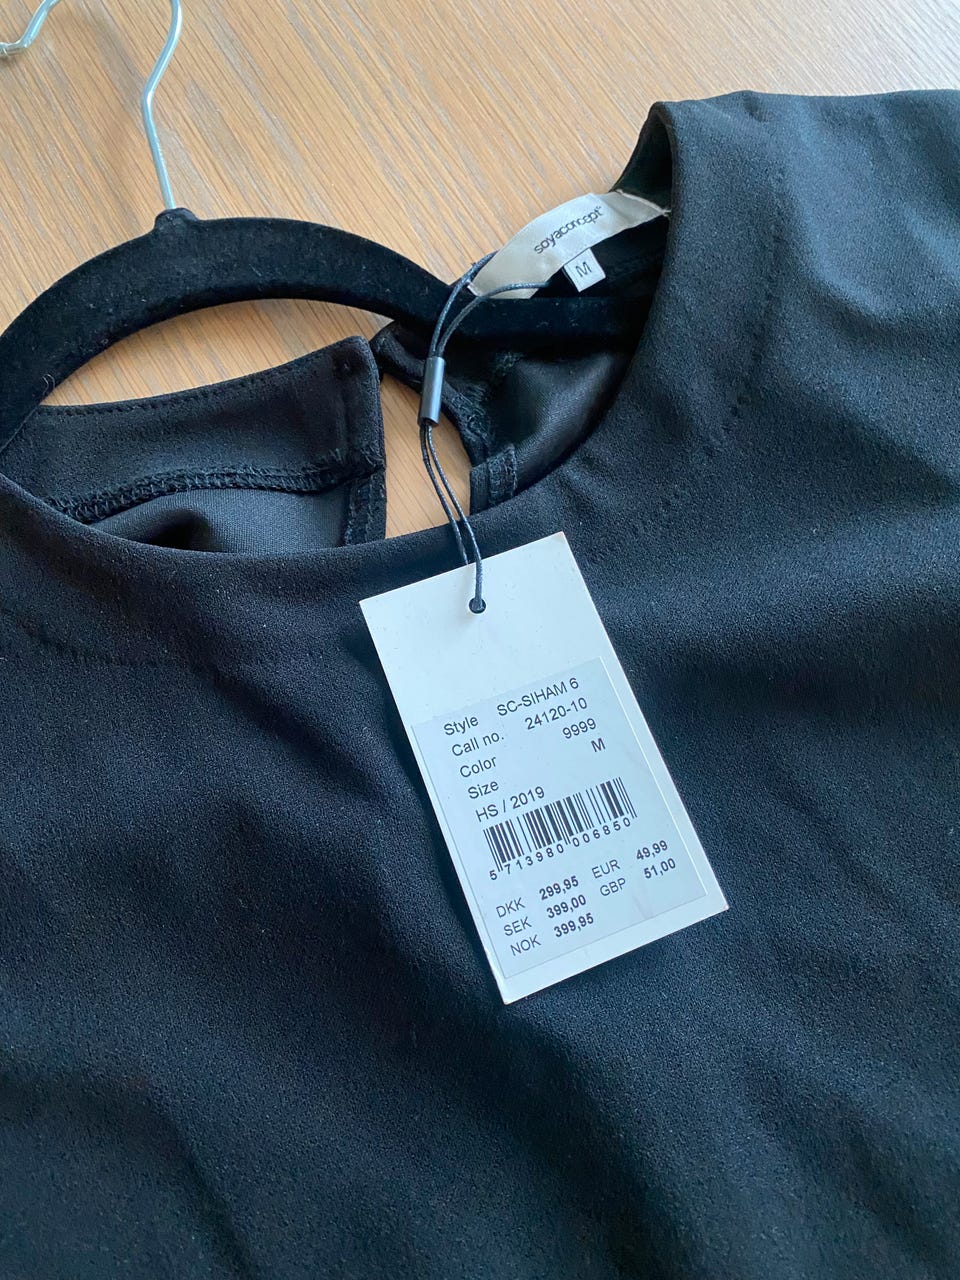 soyaconcept®
M
Style SC-SIHAM 6
Call no. 24120-10
Color 9999
Size M
HS / 2019
5 713980 006850
DKK 299,95 EUR 49,99
SEK 399,00 GBP 51,00
NOK 399,95